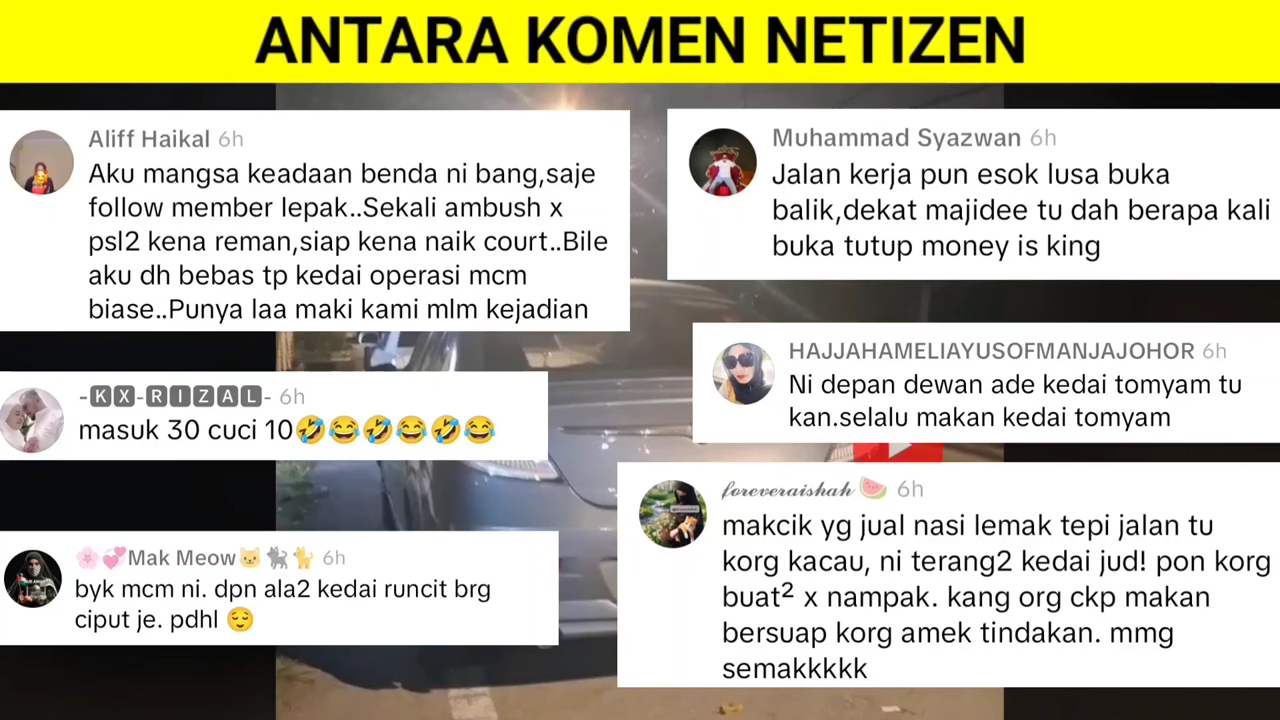 ANTARA KOMEN NETIZEN
Aliff Haikal 6h
Aku mangsa keadaan benda ni bang,saje
follow member lepak..Sekali ambush x
psl2 kena reman,siap kena naik court..Bile
aku dh bebas tp kedai operasi mcm
biase..Punya laa maki kami mlm kejadian
-KX-RIZAL- 6h
masuk 30 cuci 10🤣😂🤣😂🤣😂
🌸💞Mak Meow🐱🐈‍⬛🐈 6h
byk mcm ni. dpn ala2 kedai runcit brg
ciput je. pdhl 😌
Muhammad Syazwan 6h
Jalan kerja pun esok lusa buka
balik,dekat majidee tu dah berapa kali
buka tutup money is king
HAJJAHAMELIAYUSOFMANJAJOHOR 6h
Ni depan dewan ade kedai tomyam tu
kan.selalu makan kedai tomyam
𝒻ℴ𝓇ℯ𝓋ℯ𝓇𝒶𝒾𝓈𝒽𝒶𝒽 🍉 6h
makcik yg jual nasi lemak tepi jalan tu
korg kacau, ni terang2 kedai jud! pon korg
buat² x nampak. kang org ckp makan
bersuap korg amek tindakan. mmg
semakkkkk